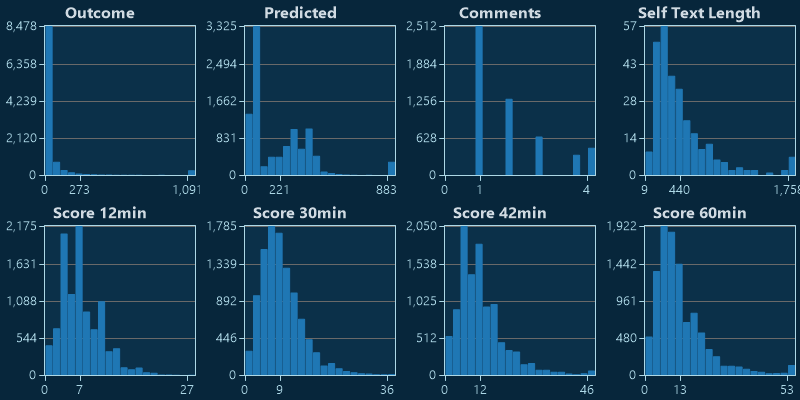 Outcome
8,478
6,358
4,239
2,120
0
0 273 1,091
Predicted
3,325
2,494
1,662
831
0
0 221 883
Comments
2,512
1,884
1,256
628
0
0 1 4
Self Text Length
57
43
28
14
0
9 440 1,758
Score 12min
2,175
1,631
1,088
544
0
0 7 27
Score 30min
1,785
1,339
892
446
0
0 9 36
Score 42min
2,050
1,538
1,025
512
0
0 12 46
Score 60min
1,922
1,442
961
480
0
0 13 53